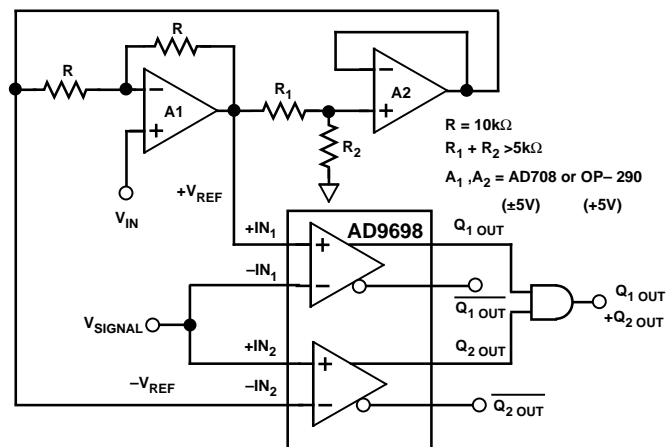 R
R
A1
R1
R2
A2
R = 10kΩ
R1 + R2 >5kΩ
A1 ,A2 = AD708 or OP– 290
(±5V) (+5V)
VIN
+VREF
+IN1
AD9698
Q1 OUT
–IN1
Q1 OUT
VSIGNAL
+IN2
Q2 OUT
Q1 OUT
+Q2 OUT
–VREF
–IN2
Q2 OUT